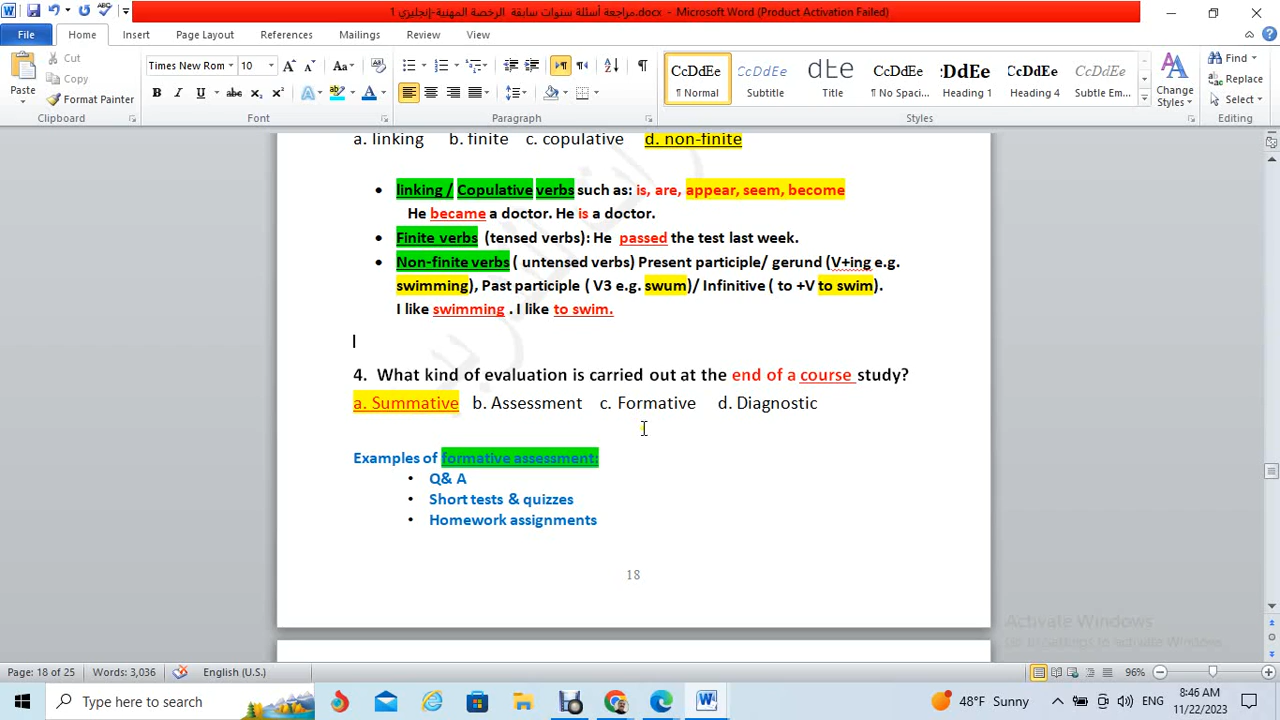 مراجعة أسئلة سنوات سابقة الرخصة المهنية-إنجليزي 1.docx - Microsoft Word (Product Activation Failed)
File Home Insert Page Layout References Mailings Review View
Cut
Copy
Paste
Format Painter
Clipboard
Times New Rom 10
Font
Paragraph
AaBbCcDdEe
¶ Normal
Subtitle
Title
¶ No Spaci...
Heading 1
Heading 4
Subtle Em...
Change Styles
Styles
Find
Replace
Select
Editing
a. linking b. finite c. copulative d. non-finite
• linking / Copulative verbs such as: is, are, appear, seem, become
He became a doctor. He is a doctor.
• Finite verbs (tensed verbs): He passed the test last week.
• Non-finite verbs ( untensed verbs) Present participle/ gerund (V+ing e.g.
swimming), Past participle ( V3 e.g. swum)/ Infinitive ( to +V to swim).
I like swimming . I like to swim.
4. What kind of evaluation is carried out at the end of a course study?
a. Summative b. Assessment c. Formative d. Diagnostic
Examples of formative assessment:
• Q& A
• Short tests & quizzes
• Homework assignments
18
Activate Windows
Go to Settings to activate Windows.
Page: 18 of 25 Words: 3,036 English (U.S.) 96%
Type here to search
48°F Sunny ENG
8:46 AM
11/22/2023